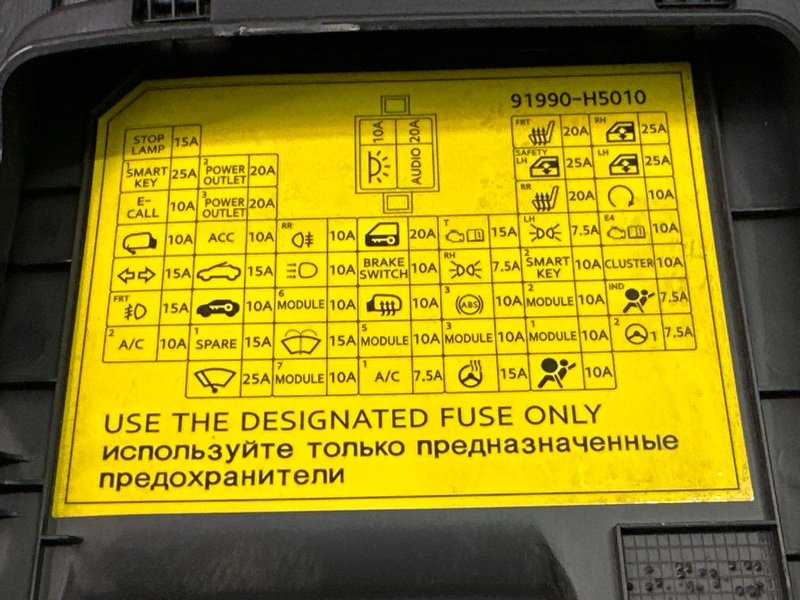 91990-H5010
10A AUDIO 20A
FRT 20A RH 25A
STOP LAMP 15A
SAFETY LH 25A LH 25A
1 SMART KEY 25A 2 POWER OUTLET 20A
RR 20A 10A
E-CALL 10A 3 POWER OUTLET 20A
10A ACC 10A RR 10A 20A T 15A LH 7.5A E4 10A
15A 15A 10A BRAKE SWITCH 10A RH 7.5A 2 SMART KEY 10A CLUSTER 10A
FRT 15A 10A 6 MODULE 10A 10A 3 ABS 10A 2 MODULE 10A IND 7.5A
2 A/C 10A 1 SPARE 15A 15A 5 MODULE 10A 3 MODULE 10A 1 MODULE 10A 2 1 7.5A
25A 7 MODULE 10A 1 A/C 7.5A 15A 10A
USE THE DESIGNATED FUSE ONLY
используйте только предназначенные
предохранители